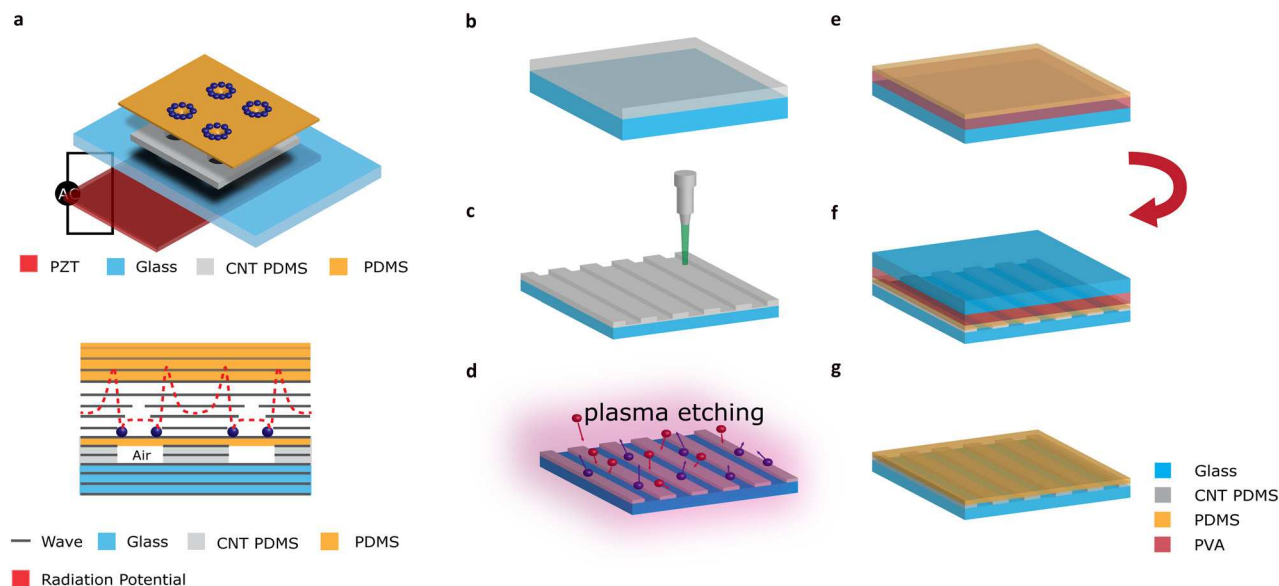 a
AC
PZT Glass CNT PDMS PDMS
Air
Wave Glass CNT PDMS PDMS
Radiation Potential
b
c
d
plasma etching
e
f
g
Glass
CNT PDMS
PDMS
PVA